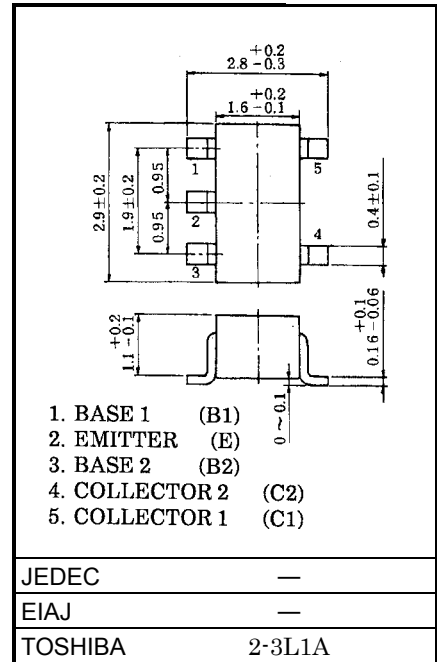 +0.2
2.8 -0.3
+0.2
1.6 -0.1
1
5
2.9±0.2
1.9±0.2
0.95
0.95
2
0.4±0.1
3
4
+0.2
1.1 -0.1
+0.1
0.16 -0.06
0 ~ 0.1
1. BASE 1 (B1)
2. EMITTER (E)
3. BASE 2 (B2)
4. COLLECTOR 2 (C2)
5. COLLECTOR 1 (C1)
JEDEC —
EIAJ —
TOSHIBA 2-3L1A